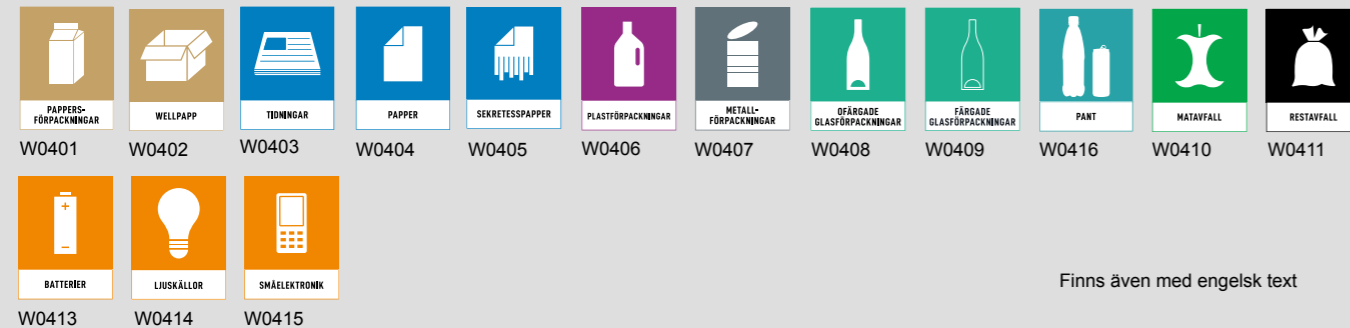 PAPPERS-
FÖRPACKNINGAR
WELLPAPP
TIDNINGAR
PAPPER
SEKRETESSPAPPER
PLASTFÖRPACKNINGAR
METALL-
FÖRPACKNINGAR
OFÄRGADE
GLASFÖRPACKNINGAR
FÄRGADE
GLASFÖRPACKNINGAR
PANT
MATAVFALL
RESTAVFALL
W0401
W0402
W0403
W0404
W0405
W0406
W0407
W0408
W0409
W0416
W0410
W0411
BATTERIER
LJUSKÄLLOR
SMÅELEKTRONIK
W0413
W0414
W0415
Finns även med engelsk text